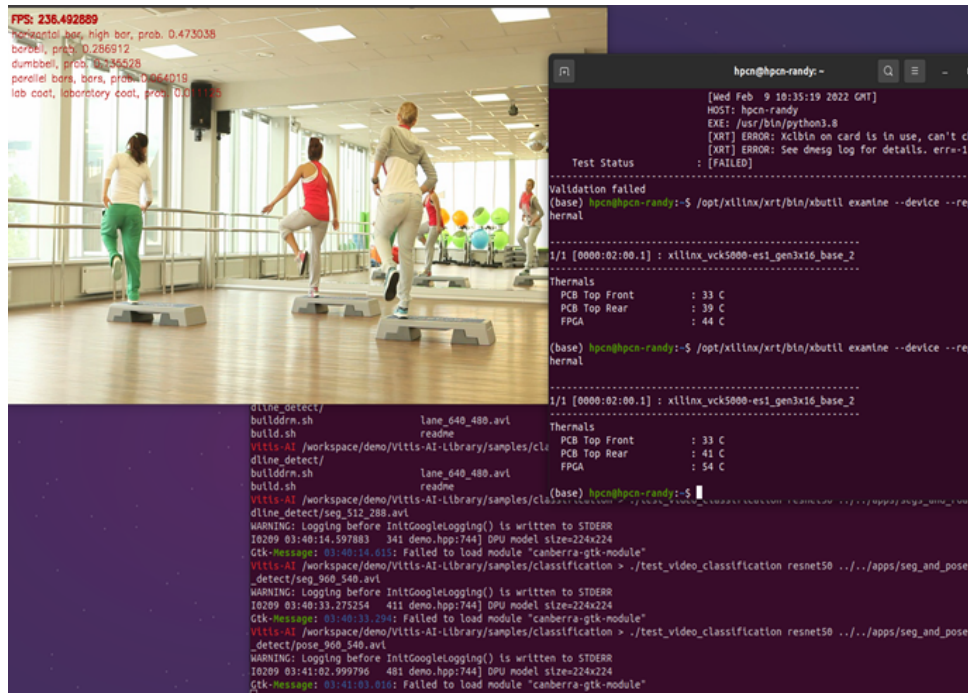 FPS: 236.492889
horizontal bar, high bar, prob. 0.473038
barbell, prob. 0.286912
dumbbell, prob. 0.135528
parallel bars, bars, prob. 0.064019
lab coat, laboratory coat, prob.
hpcn@hpcn-randy: ~
[Wed Feb 9 10:35:19 2022 GMT]
HOST: hpcn-randy
EXE: /usr/bin/python3.8
[XRT] ERROR: Xclbin on card is in use, can't c
[XRT] ERROR: See dmesg log for details. err=-1
Test Status : [FAILED]
Validation failed
(base) hpcn@hpcn-randy:~$ /opt/xilinx/xrt/bin/xbutil examine --device --re
hermal
1/1 [0000:02:00.1] : xilinx_vck5000-es1_gen3x16_base_2
Thermals
PCB Top Front : 33 C
PCB Top Rear : 39 C
FPGA : 44 C
(base) hpcn@hpcn-randy:~$ /opt/xilinx/xrt/bin/xbutil examine --device --re
hermal
1/1 [0000:02:00.1] : xilinx_vck5000-es1_gen3x16_base_2
Thermals
PCB Top Front : 33 C
PCB Top Rear : 41 C
FPGA : 54 C
(base) hpcn@hpcn-randy:~$
dline_detect/
builddrm.sh lane_640_480.avi
build.sh readme
Vitis-AI /workspace/demo/Vitis-AI-Library/samples/cla
dline_detect/
builddrm.sh lane_640_480.avi
build.sh readme
Vitis-AI /workspace/demo/Vitis-AI-Library/samples/classification > ./test_video_classification resnet50 ../../apps/segs_and_roa
dline_detect/seg_512_288.avi
WARNING: Logging before InitGoogleLogging() is written to STDERR
I0209 03:40:14.597883 341 demo.hpp:744] DPU model size=224x224
Gtk-Message: 03:40:14.615: Failed to load module "canberra-gtk-module"
Vitis-AI /workspace/demo/Vitis-AI-Library/samples/classification > ./test_video_classification resnet50 ../../apps/seg_and_pose
_detect/seg_960_540.avi
WARNING: Logging before InitGoogleLogging() is written to STDERR
I0209 03:40:33.275254 411 demo.hpp:744] DPU model size=224x224
Gtk-Message: 03:40:33.294: Failed to load module "canberra-gtk-module"
Vitis-AI /workspace/demo/Vitis-AI-Library/samples/classification > ./test_video_classification resnet50 ../../apps/seg_and_pose
_detect/pose_960_540.avi
WARNING: Logging before InitGoogleLogging() is written to STDERR
I0209 03:41:02.999796 481 demo.hpp:744] DPU model size=224x224
Gtk-Message: 03:41:03.016: Failed to load module "canberra-gtk-module"